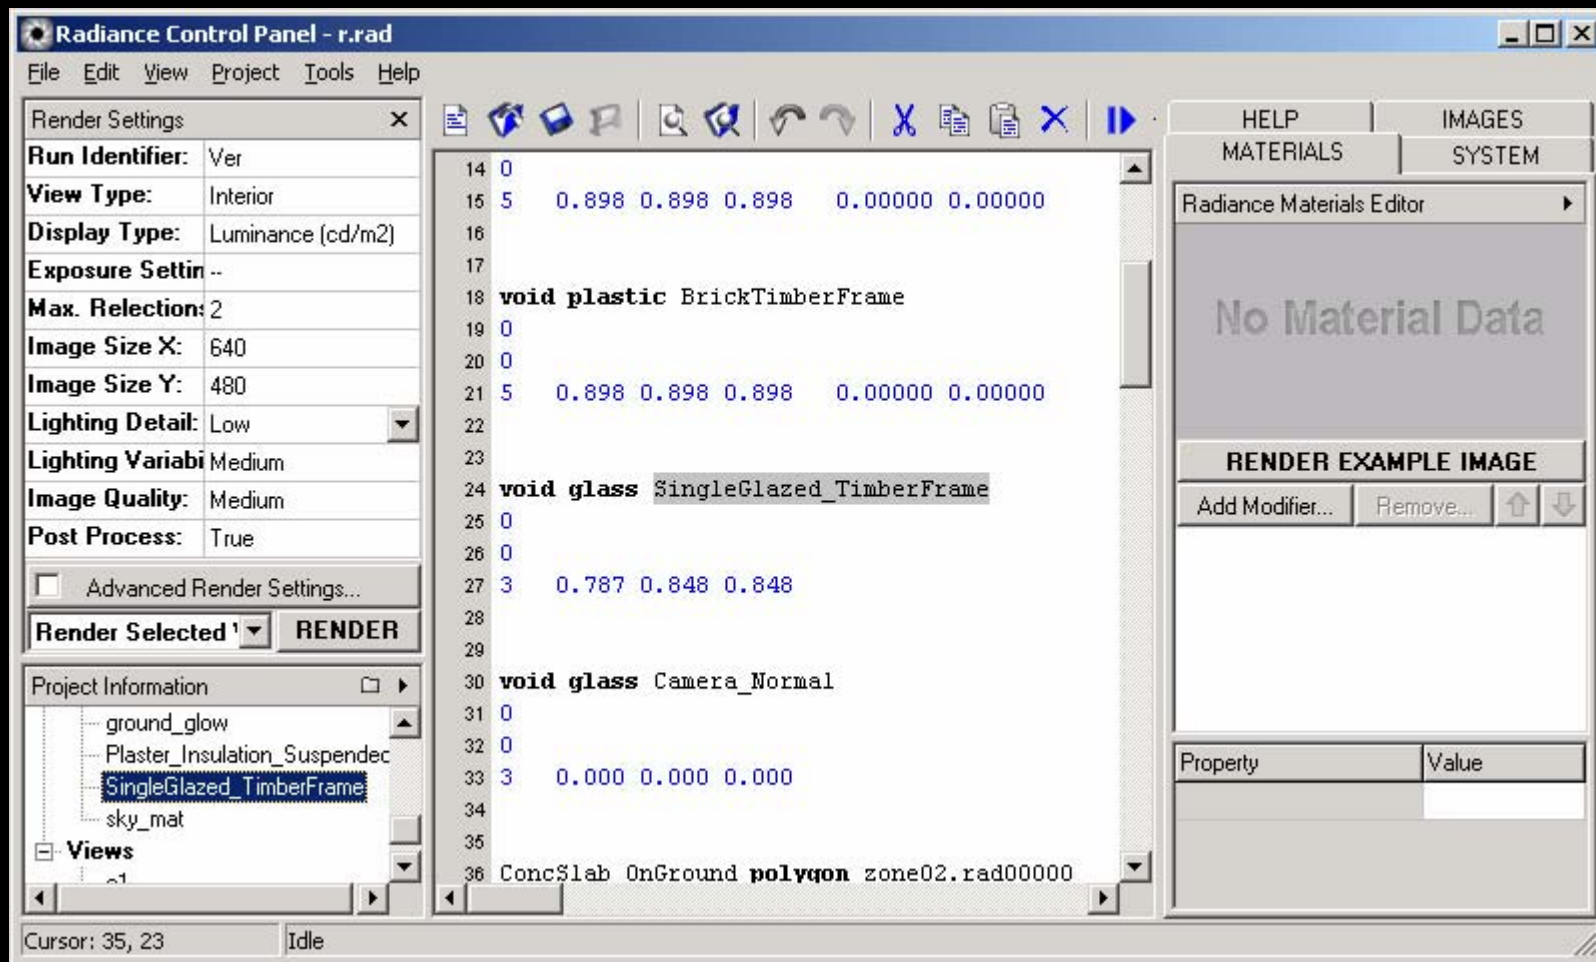 Radiance Control Panel - r.rad
File Edit View Project Tools Help
Render Settings
Run Identifier: Ver
View Type: Interior
Display Type: Luminance (cd/m2)
Exposure Settin --
Max. Relection: 2
Image Size X: 640
Image Size Y: 480
Lighting Detail: Low
Lighting Variabi Medium
Image Quality: Medium
Post Process: True
Advanced Render Settings...
Render Selected RENDER
Project Information
ground_glow
Plaster_Insulation_Suspended
SingleGlazed_TimberFrame
sky_mat
Views
14 0
15 5 0.898 0.898 0.898 0.00000 0.00000
16
17
18 void plastic BrickTimberFrame
19 0
20 0
21 5 0.898 0.898 0.898 0.00000 0.00000
22
23
24 void glass SingleGlazed_TimberFrame
25 0
26 0
27 3 0.787 0.848 0.848
28
29
30 void glass Camera_Normal
31 0
32 0
33 3 0.000 0.000 0.000
34
35
36 ConcSlab_OnGround polygon zone02.rad00000
HELP IMAGES
MATERIALS SYSTEM
Radiance Materials Editor
No Material Data
RENDER EXAMPLE IMAGE
Add Modifier... Remove...
Property Value
Cursor: 35, 23 Idle